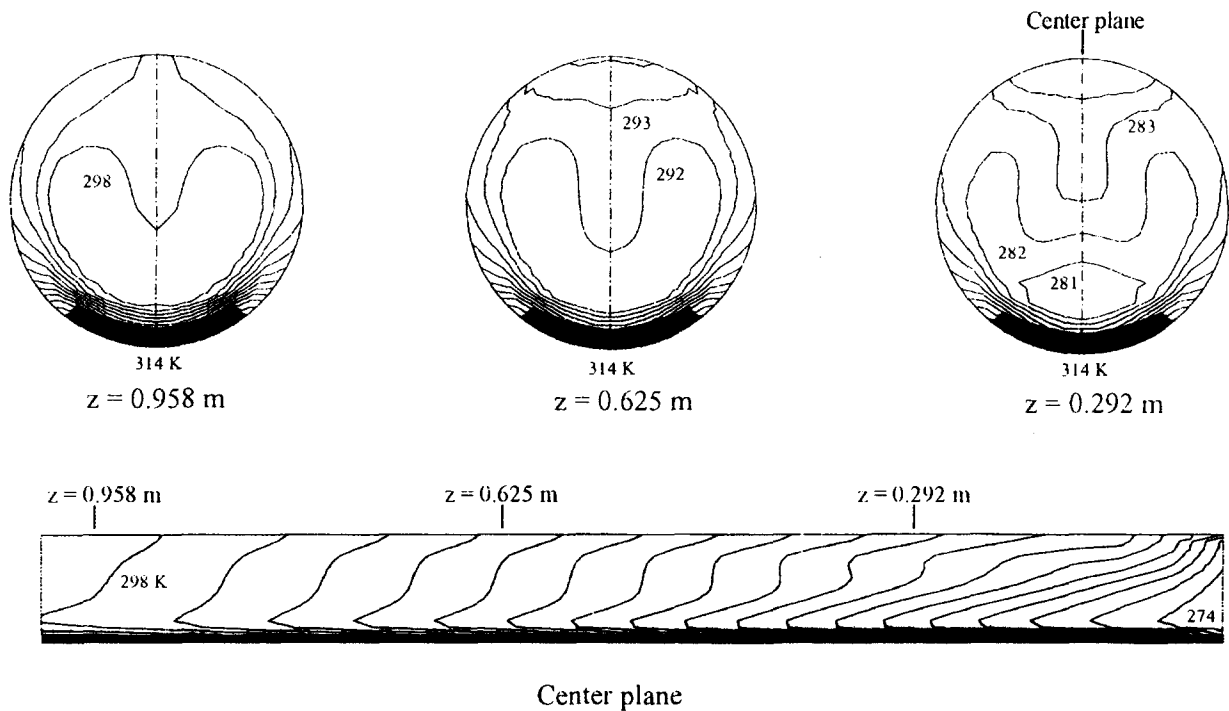 Center plane
298
293
292
283
282
281
314 K
314 K
314 K
z = 0.958 m
z = 0.625 m
z = 0.292 m
z = 0.958 m
z = 0.625 m
z = 0.292 m
298 K
274
Center plane